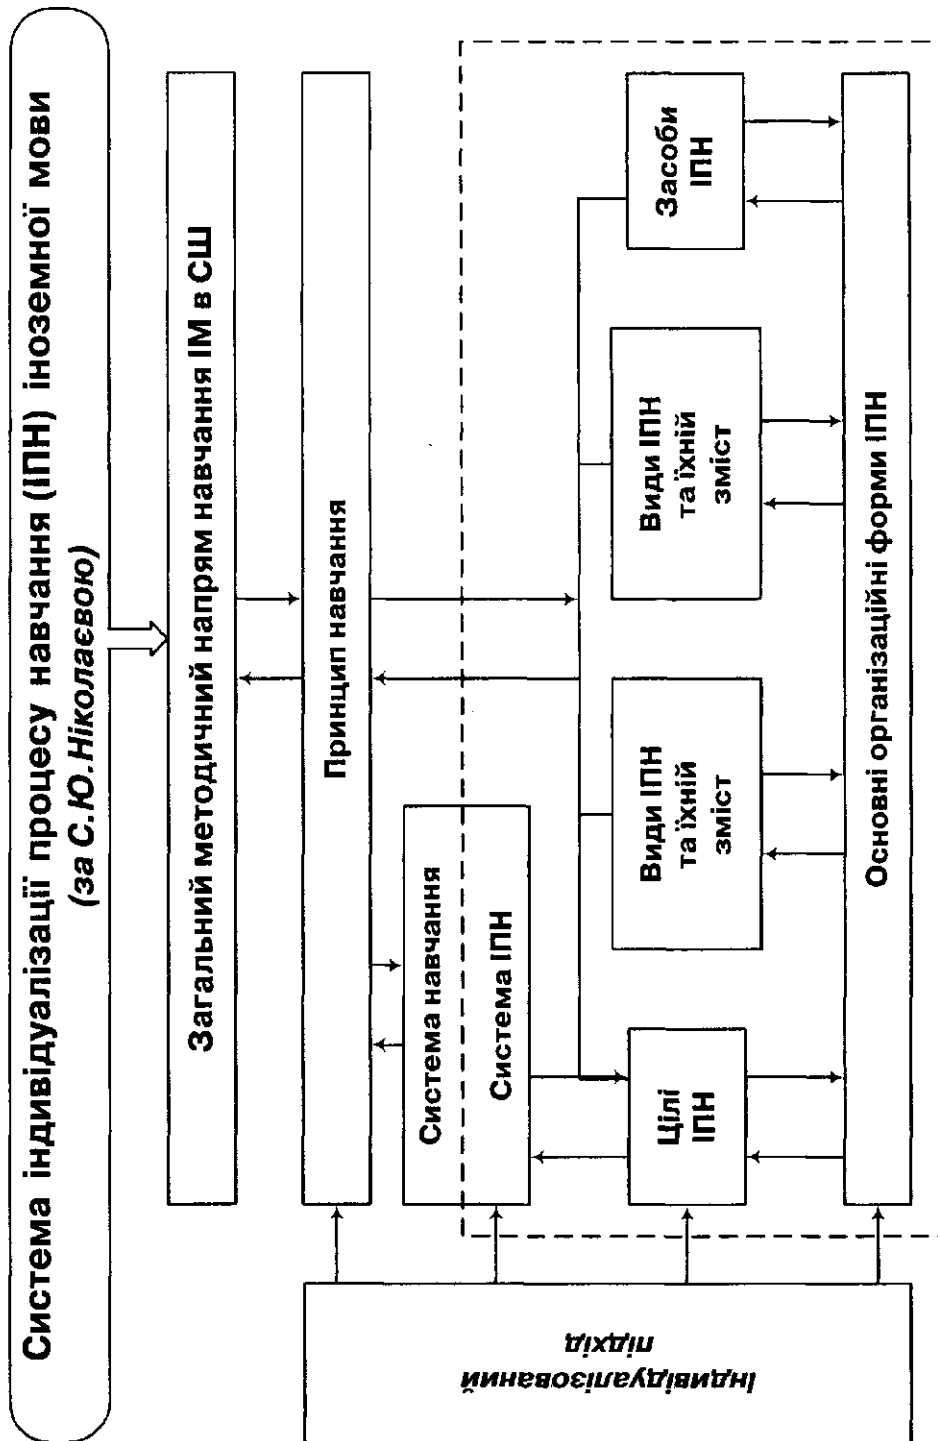 Система індивідуалізації процесу навчання (ІПН) іноземної мови
(за С.Ю.Ніколаєвою)
Загальний методичний напрям навчання ІМ в СШ
Принцип навчання
Система навчання
Система ІПН
Цілі
ІПН
Види ІПН
та їхній
зміст
Види ІПН
та їхній
зміст
Засоби
ІПН
Основні організаційні форми ІПН
Індивідуалізований
підхід